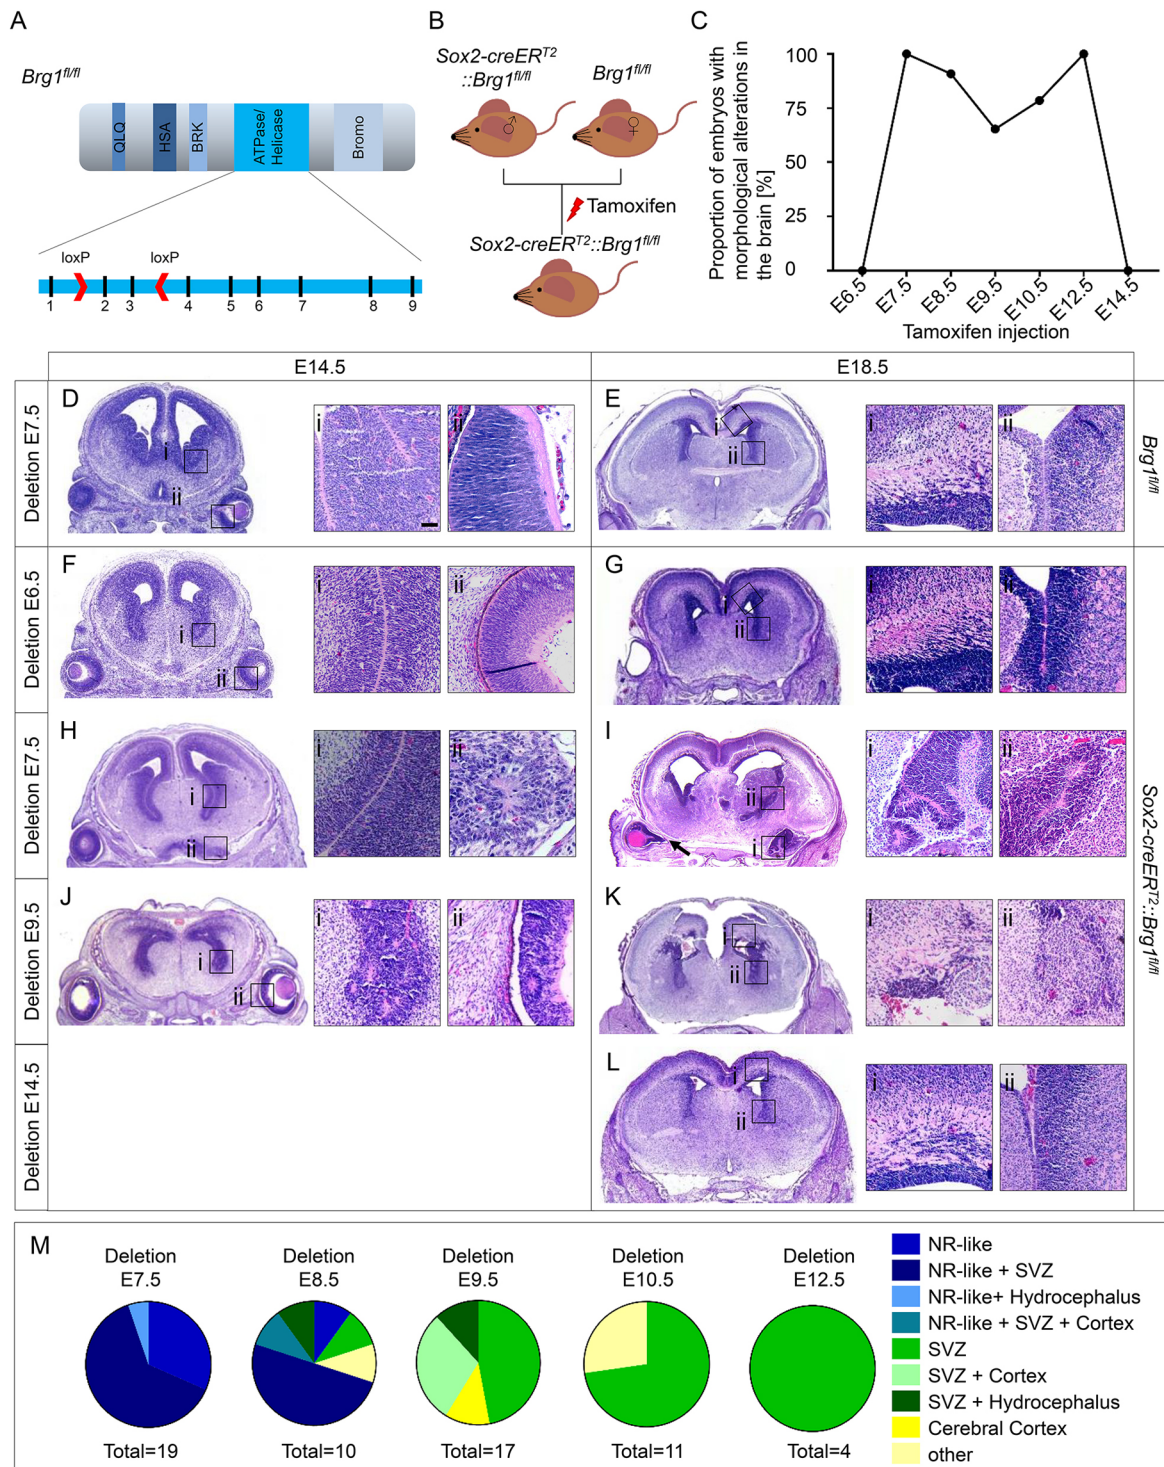 A
Brg1fl/fl
QLQ
HSA
BRK
ATPase/
Helicase
Bromo
loxP
loxP
1
2
3
4
5
6
7
8
9
B
Sox2-creERT2
::Brg1fl/fl
Brg1fl/fl
♂
♀
Tamoxifen
Sox2-creERT2::Brg1fl/fl
C
Proportion of embryos with
morphological alterations in
the brain [%]
100
75
50
25
0
E6.5
E7.5
E8.5
E9.5
E10.5
E12.5
E14.5
Tamoxifen injection
E14.5
E18.5
Deletion E7.5
D
i
ii
i
ii
E
i
ii
i
ii
Brg1fl/fl
Deletion E6.5
F
i
ii
i
ii
G
i
ii
i
ii
Deletion E7.5
H
i
ii
i
ii
I
ii
i
i
ii
Sox2-creERT2::Brg1fl/fl
Deletion E9.5
J
i
ii
i
ii
K
i
ii
i
ii
Deletion E14.5
L
i
ii
i
ii
M
Deletion
E7.5
Total=19
Deletion
E8.5
Total=10
Deletion
E9.5
Total=17
Deletion
E10.5
Total=11
Deletion
E12.5
Total=4
NR-like
NR-like + SVZ
NR-like+ Hydrocephalus
NR-like + SVZ + Cortex
SVZ
SVZ + Cortex
SVZ + Hydrocephalus
Cerebral Cortex
other